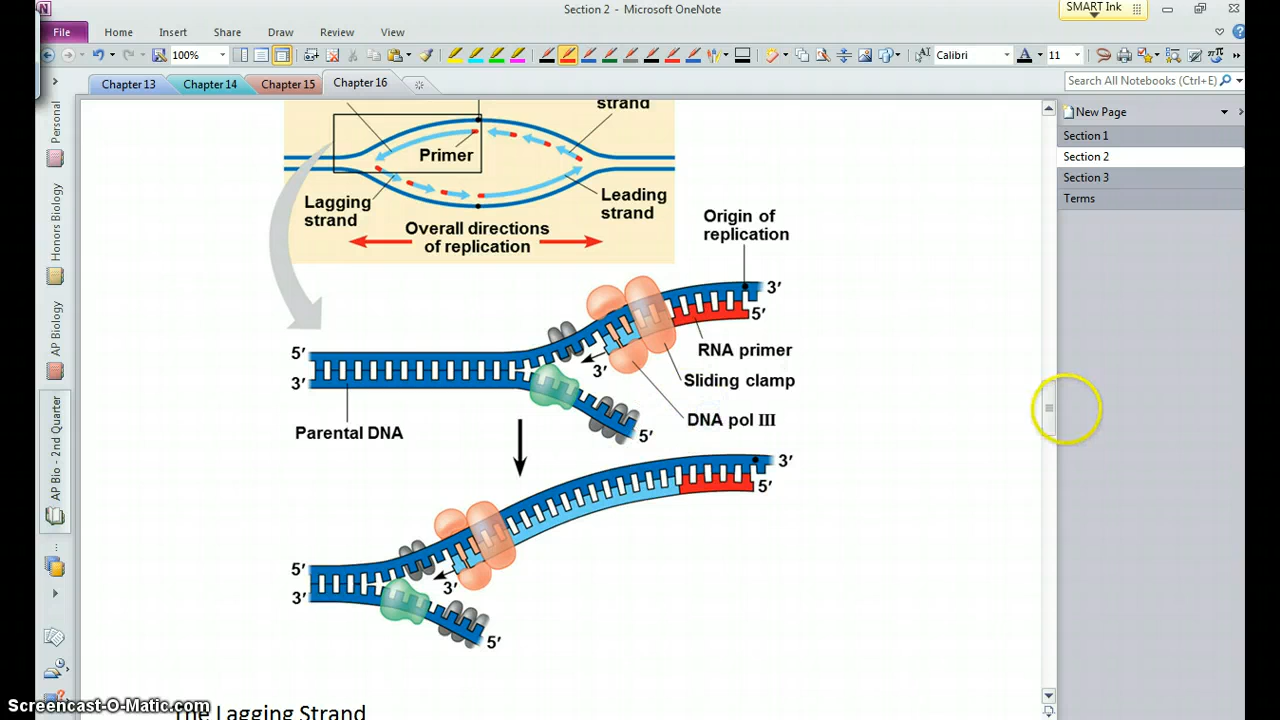 Section 2 - Microsoft OneNote
SMART Ink
File Home Insert Share Draw Review View
100%
Calibri 11
Chapter 13 Chapter 14 Chapter 15 Chapter 16
Search All Notebooks (Ctrl+E)
New Page
Section 1
Section 2
Section 3
Terms
Personal
Honors Biology
AP Biology
AP Bio – 2nd Quarter
strand
Primer
Lagging
strand
Leading
strand
Overall directions
of replication
Origin of
replication
3′
5′
RNA primer
5′
3′
3′
Sliding clamp
DNA pol III
Parental DNA
5′
3′
5′
5′
3′
3′
5′
The Lagging Strand
Screencast-O-Matic.com